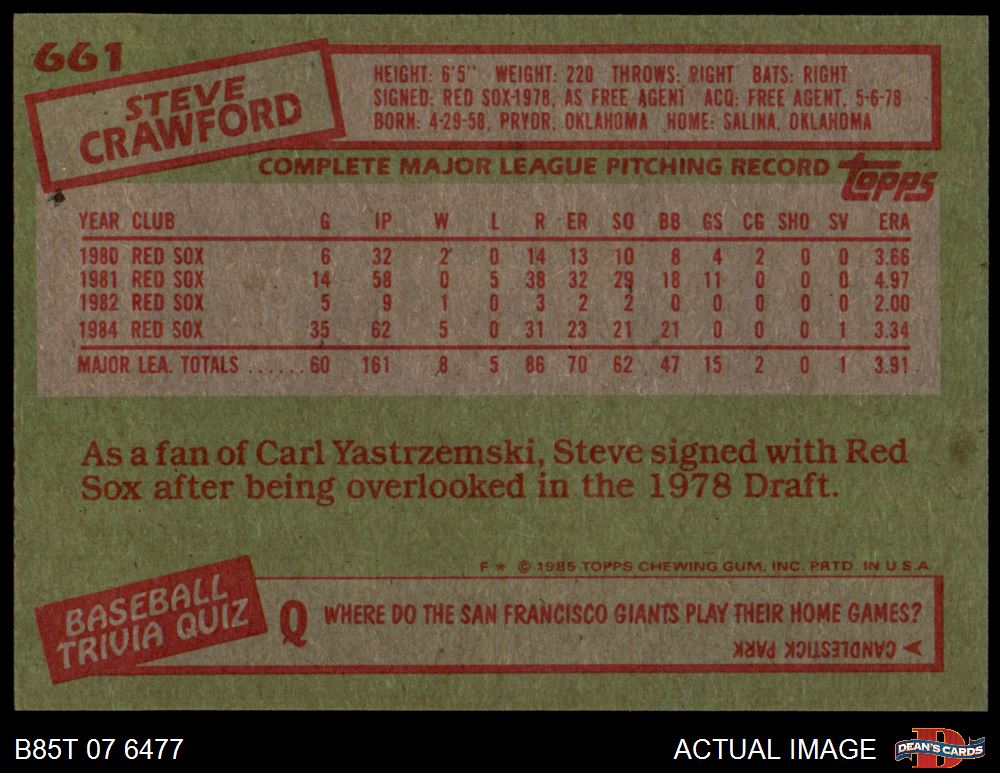 661
STEVE
CRAWFORD
HEIGHT: 6'5" WEIGHT: 220 THROWS: RIGHT BATS: RIGHT
SIGNED: RED SOX-1978, AS FREE AGENT ACQ: FREE AGENT, 5-6-78
BORN: 4-29-58, PRYOR, OKLAHOMA HOME: SALINA, OKLAHOMA
COMPLETE MAJOR LEAGUE PITCHING RECORD
Topps
YEAR CLUB G IP W L R ER SO BB GS CG SHO SV ERA
1980 RED SOX 6 32 2 0 14 13 10 8 4 2 0 0 3.66
1981 RED SOX 14 58 0 5 38 32 29 18 11 0 0 0 4.97
1982 RED SOX 5 9 1 0 3 2 2 0 0 0 0 0 2.00
1984 RED SOX 35 62 5 0 31 23 21 21 0 0 0 1 3.34
MAJOR LEA. TOTALS ......60 161 8 5 86 70 62 47 15 2 0 1 3.91
As a fan of Carl Yastrzemski, Steve signed with Red
Sox after being overlooked in the 1978 Draft.
F * © 1985 TOPPS CHEWING GUM, INC. PRTD. IN U.S.A.
BASEBALL
TRIVIA QUIZ
Q WHERE DO THE SAN FRANCISCO GIANTS PLAY THEIR HOME GAMES?
CANDLESTICK PARK
B85T 07 6477
ACTUAL IMAGE
DEAN'S CARDS